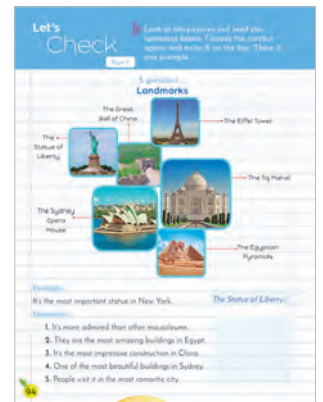 Let's
Check
Part 1
Look at the pictures and read the
sentences below. Choose the correct
option and write it on the line. There is
one example.
5 questions
Landmarks
The Great
Wall of China
The Eiffel Tower
The
Statue of
Liberty
The Taj Mahal
The Sydney
Opera
House
The Egyptian
Pyramids
Example:
It's the most important statue in New York.
The Statue of Liberty
1. It's more admired than other mausoleums.
2. They are the most amazing buildings in Egypt.
3. It's the most impressive construction in China.
4. One of the most beautiful buildings in Sydney.
5. People visit it in the most romantic city.
94